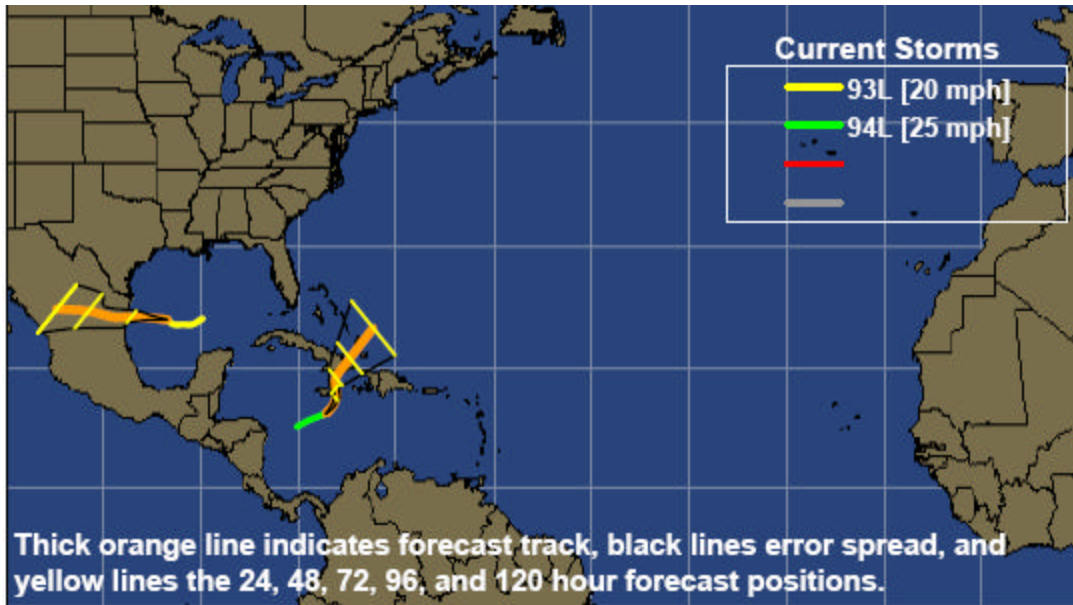 Current Storms
93L [20 mph]
94L [25 mph]
Thick orange line indicates forecast track, black lines error spread, and
yellow lines the 24, 48, 72, 96, and 120 hour forecast positions.